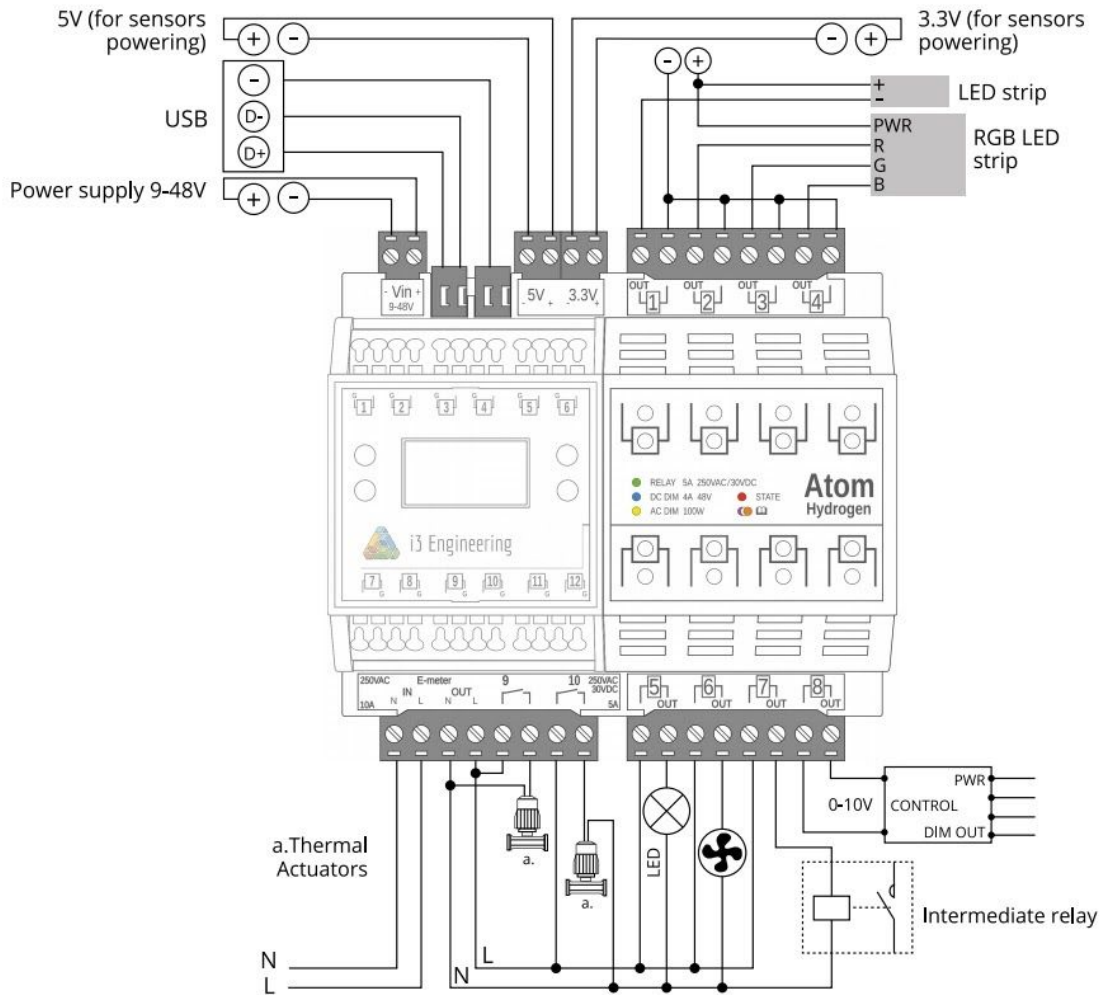 5V (for sensors
powering)
+ -
3.3V (for sensors
powering)
- +
- +
+
-
LED strip
USB
-
D-
D+
PWR
R
G
B
RGB LED
strip
Power supply 9-48V
+ -
- Vin +
9-48V
- 5V +
- 3.3V +
OUT 1 OUT 2 OUT 3 OUT 4
G 1 G 2 G 3 G 4 G 5 G 6
RELAY 5A 250VAC/30VDC
DC DIM 4A 48V
STATE
AC DIM 100W
Atom
Hydrogen
i3 Engineering
7 G 8 G 9 G 10 G 11 G 12 G
250VAC E-meter 9 10 250VAC
30VDC
IN OUT
10A N L N L 5A
5 OUT 6 OUT 7 OUT 8 OUT
0-10V
PWR
CONTROL
DIM OUT
a.Thermal
Actuators
a.
a.
LED
Intermediate relay
N
L
L
N